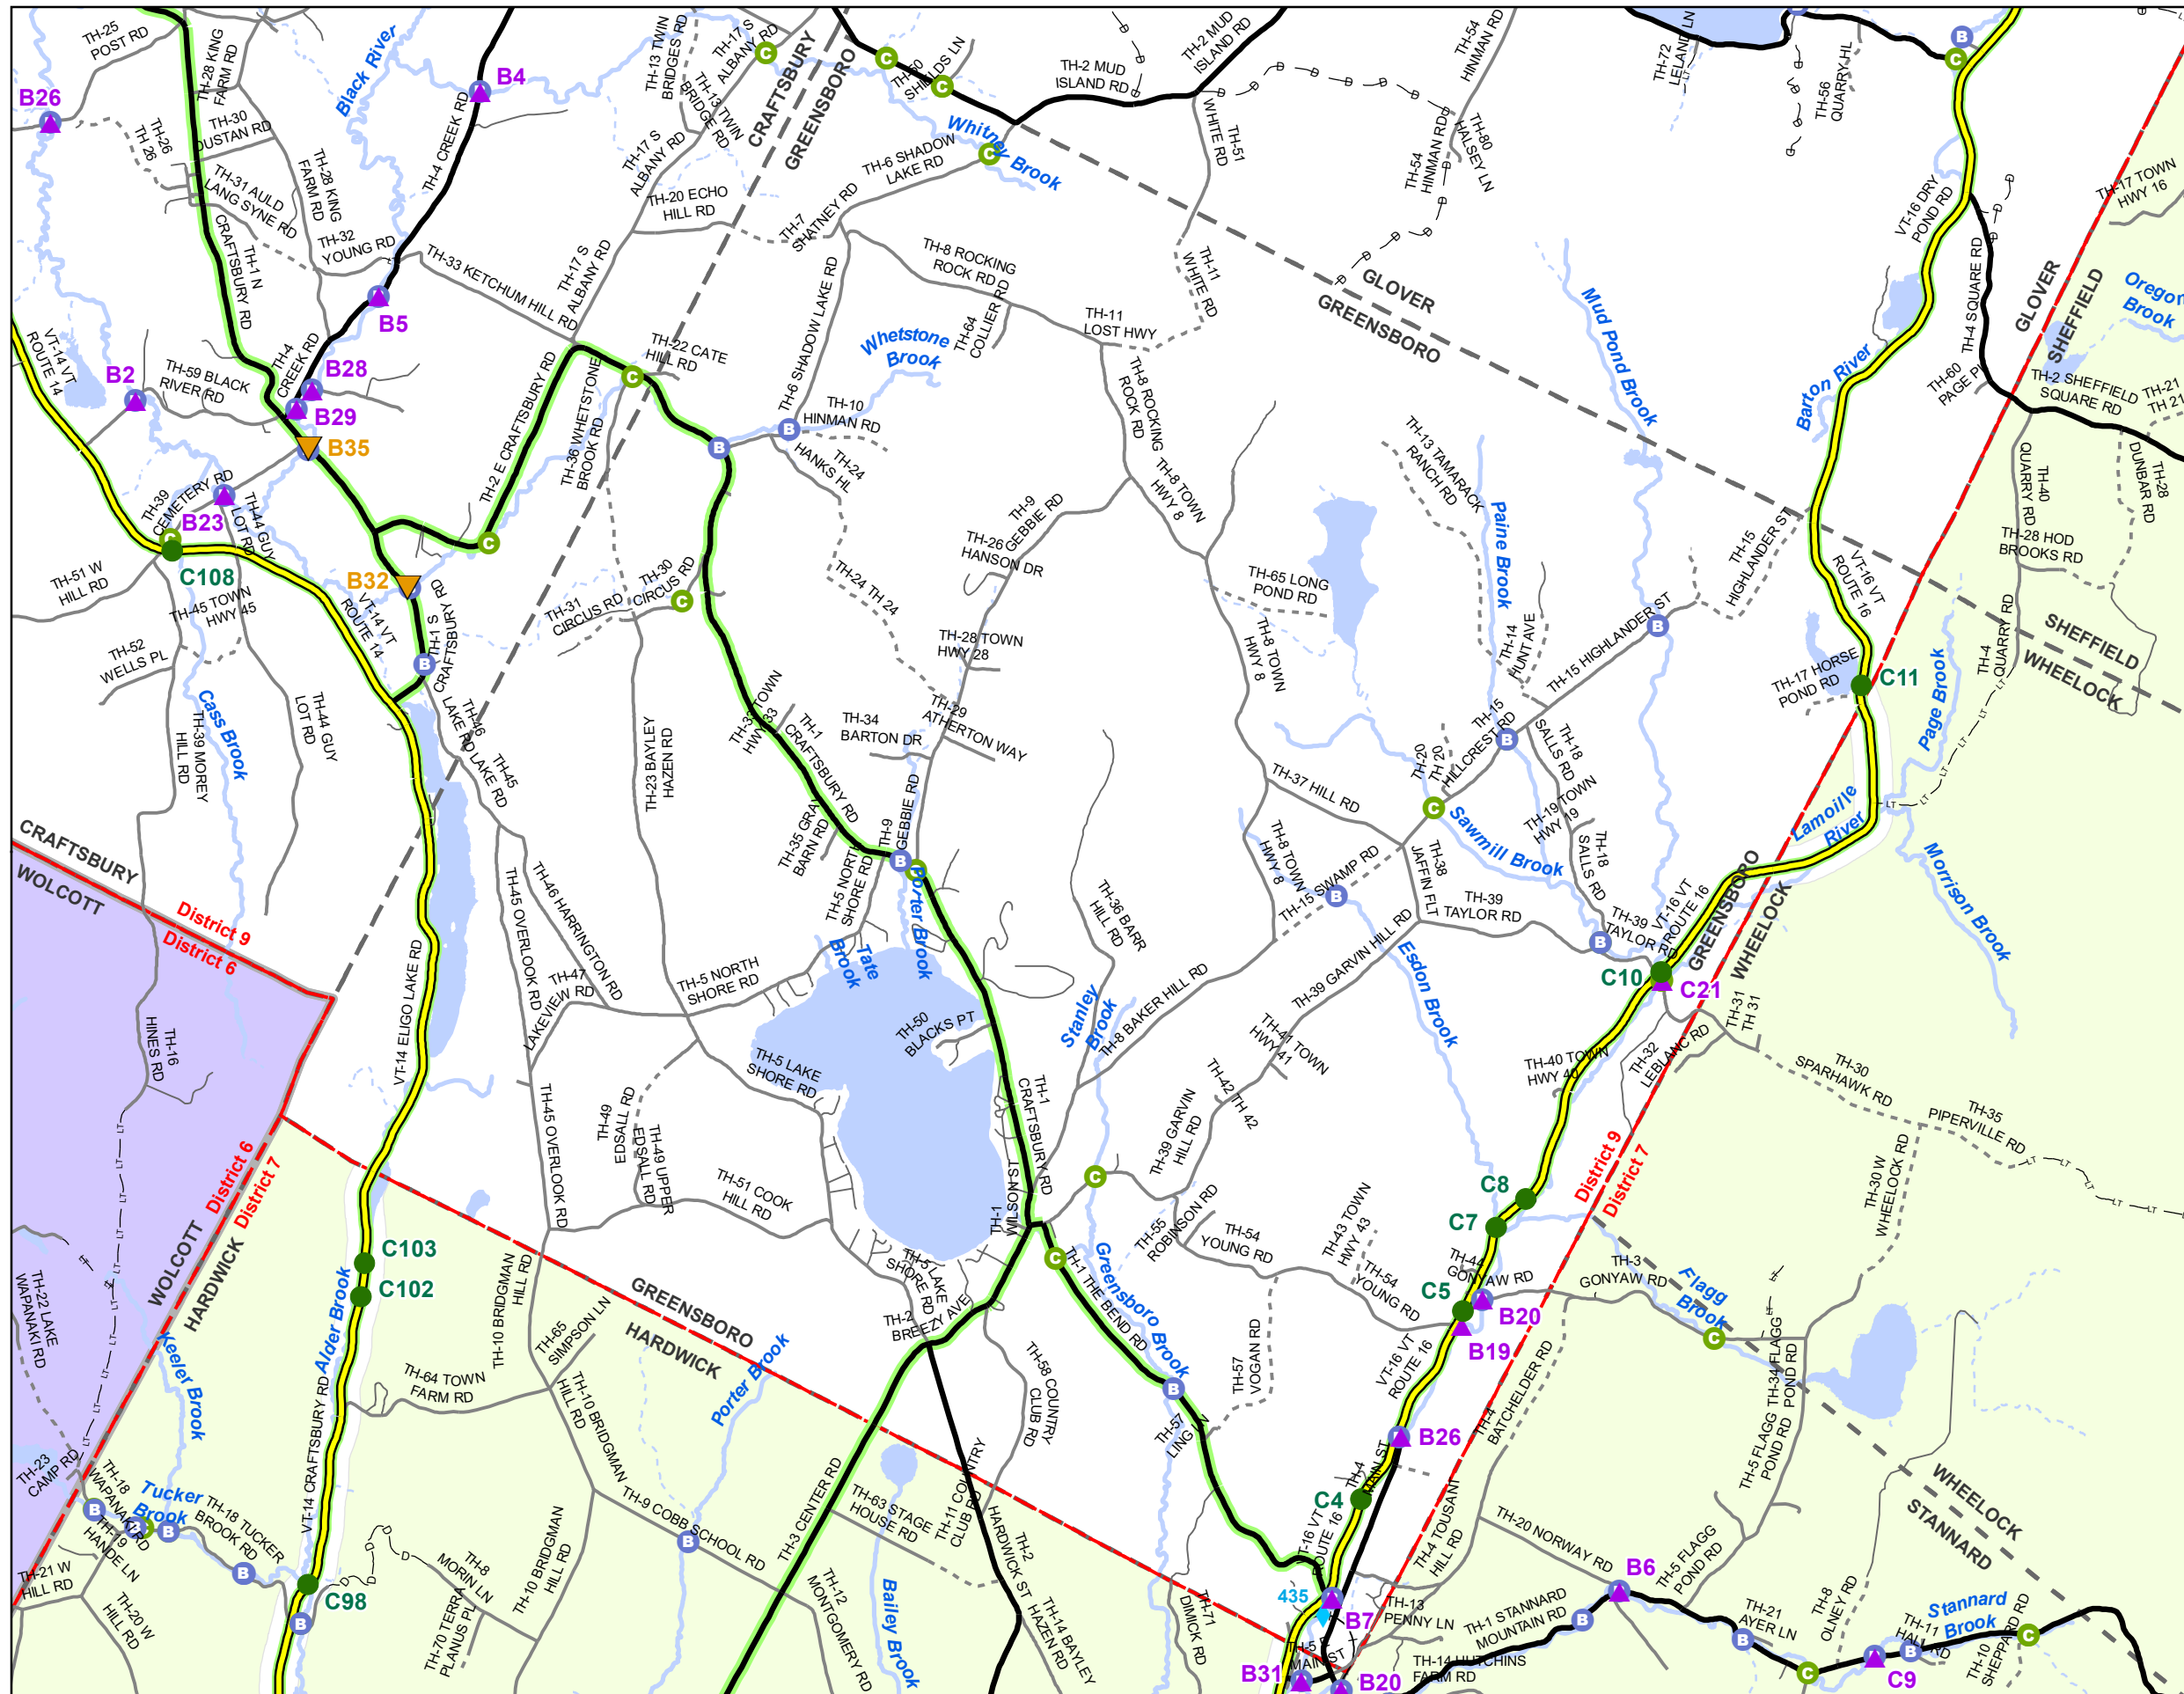 TH-25
POST RD
TH-28 KING
FARM RD
Black River
B4
B26
TH-4 CREEK RD
TH-26
TH 26
TH-30
DUSTAN RD
TH-28 KING
FARM RD
TH-31 AULD
LANG SYNE RD
TH-32
YOUNG RD
TH-1 N
CRAFTSBURY RD
TH-13 TWIN
BRIDGES RD
TH-17 S
ALBANY RD
TH-13 TWIN
BRIDGE RD
CRAFTSBURY
GREENSBORO
TH-60
SHIELDS LN
TH-2 MUD
ISLAND RD
TH-2 MUD
ISLAND RD
TH-54
HINMAN RD
TH-72
LELAND LN
TH-56
QUARRY HL
B
C
Whitney Brook
TH-6 SHADOW
LAKE RD
TH-17 S
ALBANY RD
TH-20 ECHO
HILL RD
TH-7
SHATNEY RD
TH-51
WHITE RD
TH-54
HINMAN RD
TH-80
HALSEY LN
VT-16 DRY
POND RD
TH-17 TOWN
HWY 16
TH-33 KETCHUM HILL RD
TH-17 S
ALBANY RD
TH-8 ROCKING
ROCK RD
TH-11
WHITE RD
GLOVER
GREENSBORO
TH-4 SQUARE RD
GLOVER
SHEFFIELD
Oregon
Brook
B5
VT-14 VT
ROUTE 14
TH-4
CREEK RD
B28
B2
TH-59 BLACK
RIVER RD
B29
B35
TH-6 SHADOW LAKE RD
TH-64
COLLIER RD
TH-11
LOST HWY
Whetstone
Brook
TH-22 CATE
HILL RD
Mud Pond Brook
Barton River
TH-60
PAGE PL
TH-2 SHEFFIELD
SQUARE RD
TH-21
TH 21
TH-10
HINMAN RD
TH-24
HANKS HL
TH-8 ROCKING
ROCK RD
TH-2 E CRAFTSBURY RD
TH-36 WHETSTONE
BROOK RD
TH-39
CEMETERY RD
B23
TH-44 GUY
LOT RD
C108
TH-51 W
HILL RD
TH-45 TOWN
HWY 45
B32
VT-14 VT
ROUTE 14
TH-1 S
CRAFTSBURY RD
TH-30
CIRCUS RD
TH-31
CIRCUS RD
TH-24 TH 24
TH-26
HANSON DR
TH-9
GEBBIE RD
TH-8 TOWN
HWY 8
TH-13 TAMARACK
RANCH RD
Paine Brook
TH-15
HIGHLANDER ST
VT-16 VT
ROUTE 16
TH-40
QUARRY RD
TH-28
DUNBAR RD
TH-28 HOD
BROOKS RD
TH-65 LONG
POND RD
TH-28 TOWN
HWY 28
TH-8 TOWN
HWY 8
TH-14
HUNT AVE
TH-15 HIGHLANDER ST
TH-17 HORSE
POND RD
C11
TH-4
QUARRY RD
SHEFFIELD
WHEELOCK
Page Brook
TH-52
WELLS PL
Cass Brook
TH-39 MOREY
HILL RD
TH-44 GUY
LOT RD
TH-46
LAKE RD
TH-45
LAKE RD
TH-23 BAYLEY
HAZEN RD
TH-33 TOWN
HWY 33
TH-1
CRAFTSBURY RD
TH-34
BARTON DR
TH-29
ATHERTON WAY
TH-20
TH 20
TH-15
HILLCREST RD
TH-18
SALLS RD
TH-19 TOWN
HWY 19
TH-37 HILL RD
TH-35 GRAY
BARN RD
TH-9
GEBBIE RD
TH-5 NORTH
SHORE RD
Porter Brook
TH-8 TOWN
HWY 8
TH-15 SWAMP RD
TH-38
JAFFIN FLT
Sawmill Brook
TH-18
SALLS RD
TH-39
TAYLOR RD
TH-39
TAYLOR RD
VT-16 VT
ROUTE 16
Lamoille
River
Morrison Brook
CRAFTSBURY
WOLCOTT
District 9
District 6
TH-45 OVERLOOK RD
TH-46 HARRINGTON RD
TH-47
LAKEVIEW RD
TH-5 NORTH
SHORE RD
Tate
Brook
TH-36 BARR
HILL RD
Stanley
Brook
TH-39 GARVIN HILL RD
Esdon Brook
C10
C21
GREENSBORO
WHEELOCK
TH-31
TH 31
TH-16
HINES RD
VT-14 ELIGO LAKE RD
TH-50
BLACKS PT
TH-5 LAKE
SHORE RD
TH-8 BAKER HILL RD
TH-47 TOWN
HWY 41
TH-40 TOWN
HWY 40
TH-32
LEBLANC RD
TH-30
SPARHAWK RD
TH-35
PIPERVILLE RD
TH-45 OVERLOOK RD
TH-49
EDSALL RD
TH-49 UPPER
EDSALL RD
TH-1
CRAFTSBURY RD
TH-39 GARVIN
HILL RD
TH-42 TH 42
District 9
District 7
TH-30 W
WHEELOCK RD
District 6
District 7
WOLCOTT
HARDWICK
TH-51 COOK
HILL RD
TH-1
WILSON ST
TH-55
ROBINSON RD
TH-54
YOUNG RD
TH-43 TOWN
HWY 43
C8
C7
C5
TH-44
GONYAW RD
TH-3
GONYAW RD
Flagg
Brook
C103
C102
TH-10 BRIDGMAN
HILL RD
TH-5 LAKE
SHORE RD
TH-2
BREEZY AVE
TH-1 THE BEND RD
Greensboro Brook
TH-54
YOUNG RD
B20
B19
TH-22 LAKE
WAPANAKI RD
Keeler Brook
Alder Brook
TH-65
SIMPSON LN
GREENSBORO
HARDWICK
Porter Brook
TH-57
VOGAN RD
VT-16 VT
ROUTE 16
TH-4
BATCHELDER RD
TH-34 FLAGG
POND RD
TH-64 TOWN
FARM RD
TH-10 BRIDGMAN
HILL RD
TH-58 COUNTRY
CLUB RD
TH-57
LING LN
B26
TH-5 FLAGG
POND RD
WHEELOCK
STANNARD
TH-23
CAMP RD
TH-18
WAPANAKI RD
Tucker
Brook
TH-18 TUCKER
BROOK RD
TH-19
HANDE LN
VT-14 CRAFTSBURY RD
TH-9 COBB SCHOOL RD
TH-3 CENTER RD
TH-63 STAGE
HOUSE RD
TH-11 COUNTRY
CLUB RD
C4
TH-4
MAIN ST
VT-16 VT
ROUTE 16
TH-4 TOUSANT
HILL RD
TH-20 NORWAY RD
TH-5 FLAGG
POND RD
TH-21 W
HILL RD
TH-20 W
HILL RD
C98
TH-8
MORIN LN
TH-70 TERRA
PLANUS PL
TH-10 BRIDGMAN
HILL RD
TH-12
MONTGOMERY RD
Bailey Brook
TH-2
HARDWICK ST
TH-14 BAYLEY
HAZEN RD
TH-71
DIMICK RD
435
B7
TH-13
PENNY LN
TH-5
MAIN ST
B31
B20
TH-1 STANNARD
MOUNTAIN RD
TH-14 HUTCHINS
FARM RD
B6
TH-21
AYER LN
TH-8
OLNEY RD
TH-11
HALL RD
Stannard
Brook
TH-10
SHEPPARD RD
C9